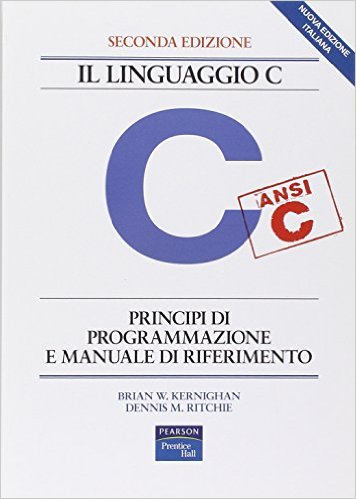 SECONDA EDIZIONE
NUOVA EDIZIONE
ITALIANA
IL LINGUAGGIO C
C
ANSI
C
PRINCIPI DI
PROGRAMMAZIONE
E MANUALE DI RIFERIMENTO
BRIAN W. KERNIGHAN
DENNIS M. RITCHIE
PEARSON
Prentice
Hall